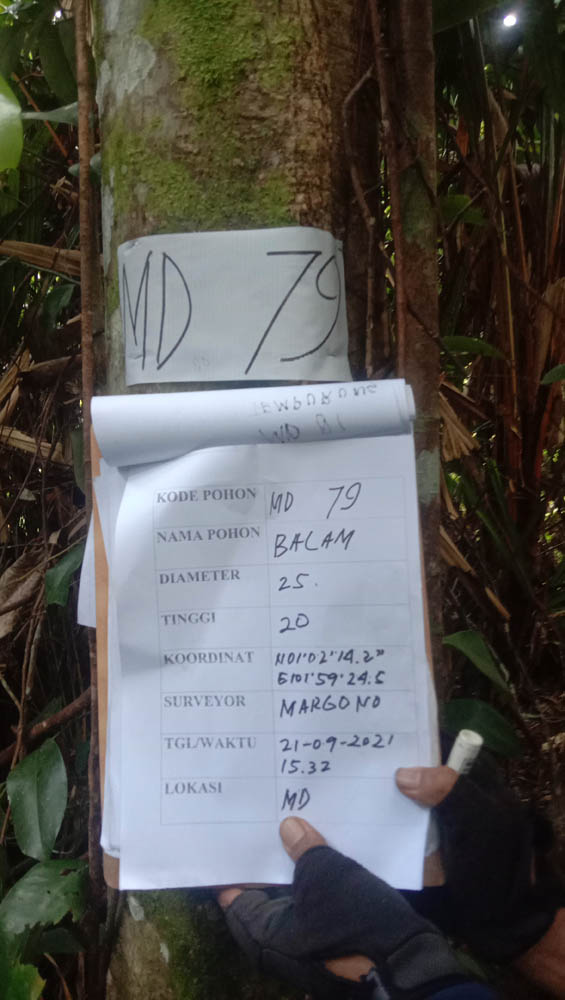 MD 79
KODE POHON MD 79
NAMA POHON BALAM
DIAMETER 25.
TINGGI 20
KOORDINAT N01°02'14.2"
E101°59'24.5
SURVEYOR MARGONO
TGL/WAKTU 21-09-2021
15.32
LOKASI MD